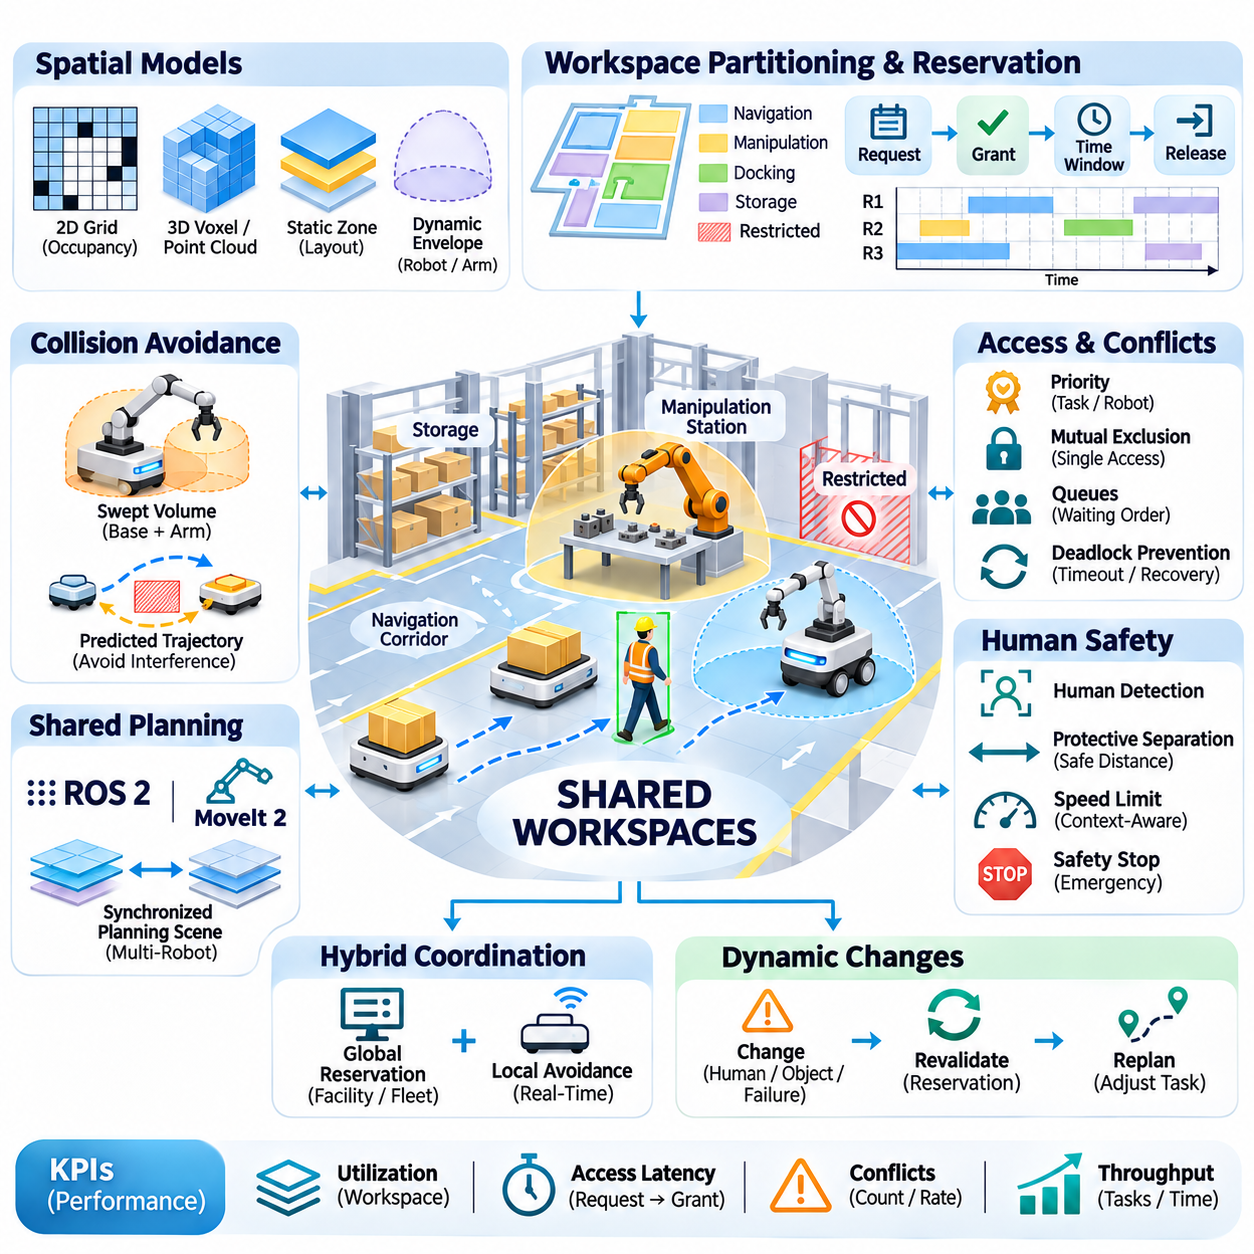 Spatial Models
2D Grid
(Occupancy)
3D Voxel /
Point Cloud
Static Zone
(Layout)
Dynamic
Envelope
(Robot / Arm)
Workspace Partitioning & Reservation
Navigation
Manipulation
Docking
Storage
Restricted
Request
Grant
Time
Window
Release
R1
R2
R3
Time
Collision Avoidance
Swept Volume
(Base + Arm)
Predicted Trajectory
(Avoid Interference)
Storage
Manipulation
Station
Restricted
Navigation
Corridor
SHARED
WORKSPACES
Access & Conflicts
Priority
(Task / Robot)
Mutual Exclusion
(Single Access)
Queues
(Waiting Order)
Deadlock Prevention
(Timeout / Recovery)
Shared Planning
ROS 2
MoveIt 2
Synchronized
Planning Scene
(Multi-Robot)
Human Safety
Human Detection
Protective Separation
(Safe Distance)
Speed Limit
(Context-Aware)
STOP
Safety Stop
(Emergency)
Hybrid Coordination
Global
Reservation
(Facility / Fleet)
+
Local Avoidance
(Real-Time)
Dynamic Changes
Change
(Human / Object /
Failure)
Revalidate
(Reservation)
Replan
(Adjust Task)
KPIs
(Performance)
Utilization
(Workspace)
Access Latency
(Request → Grant)
Conflicts
(Count / Rate)
Throughput
(Tasks / Time)